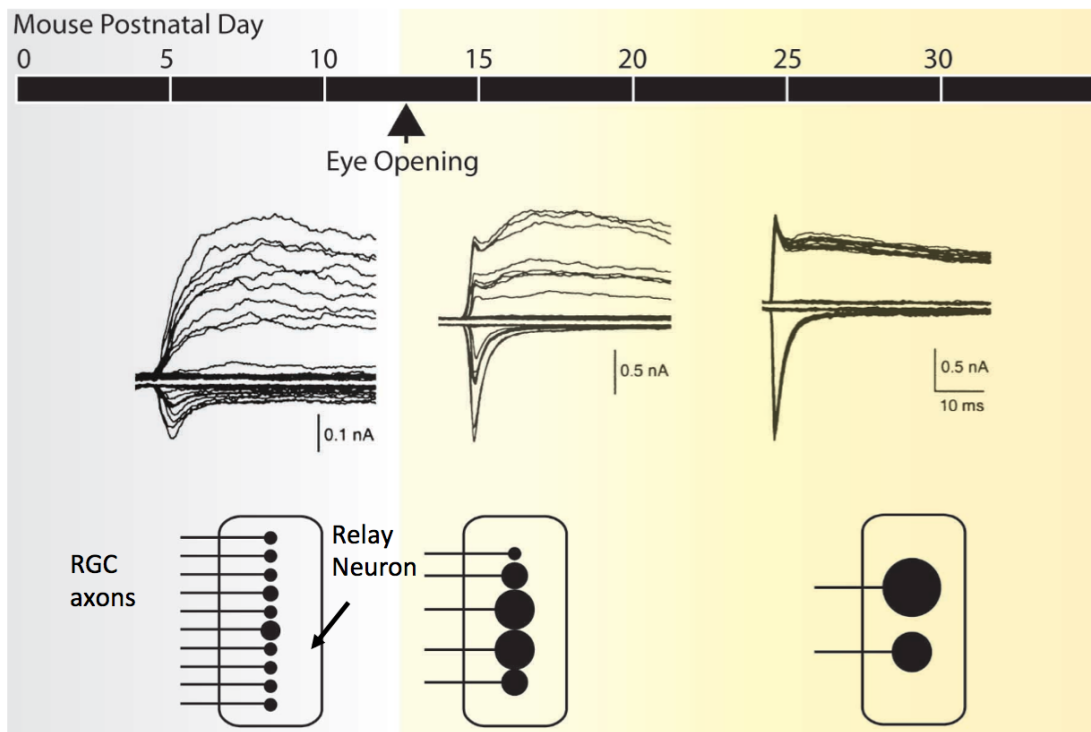 Mouse Postnatal Day
0 5 10 15 20 25 30
Eye Opening
0.1 nA
0.5 nA
0.5 nA
10 ms
RGC
axons
Relay
Neuron